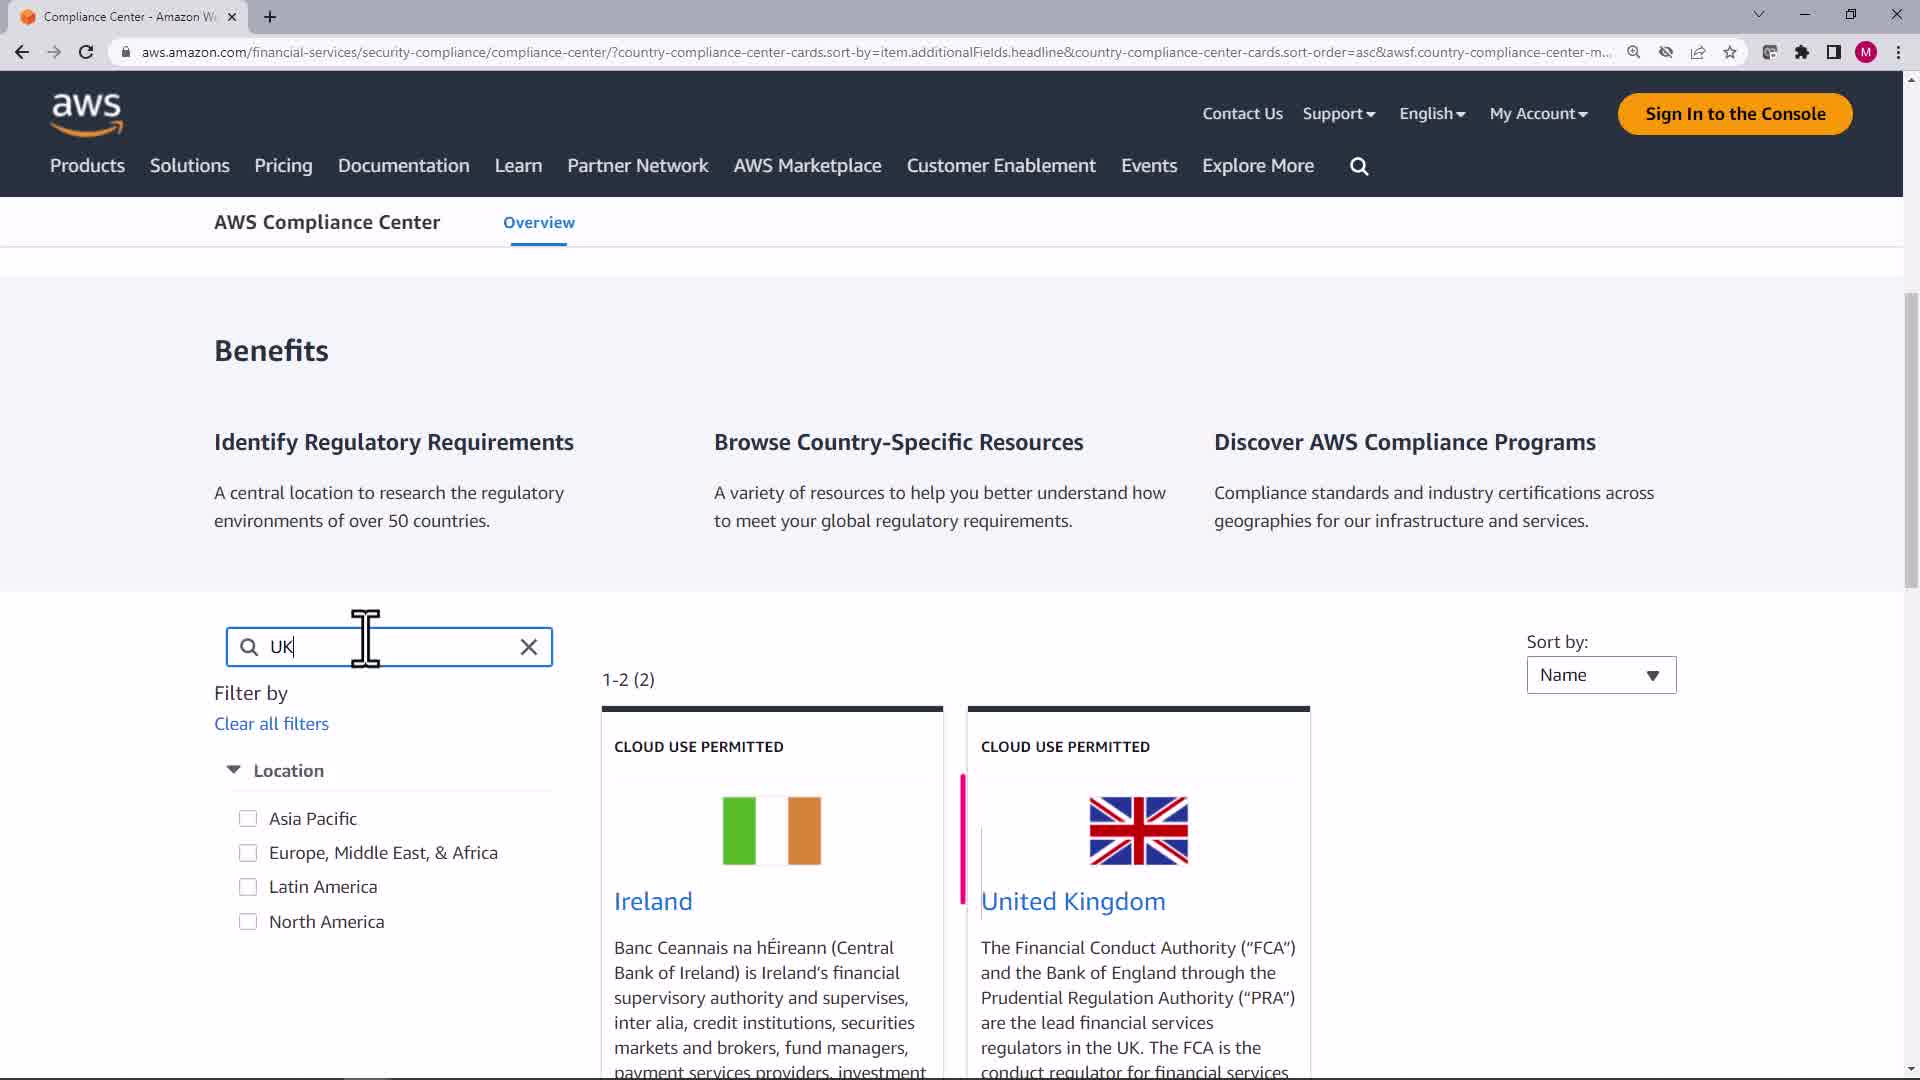 Compliance Center - Amazon W
aws.amazon.com/financial-services/security-compliance/compliance-center/?country-compliance-center-cards.sort-by=item.additionalFields.headline&country-compliance-center-cards.sort-order=asc&awsf.country-compliance-center-m...
M
aws
Contact Us Support English My Account Sign In to the Console
Products Solutions Pricing Documentation Learn Partner Network AWS Marketplace Customer Enablement Events Explore More
AWS Compliance Center Overview
Benefits
Identify Regulatory Requirements
A central location to research the regulatory
environments of over 50 countries.
Browse Country-Specific Resources
A variety of resources to help you better understand how
to meet your global regulatory requirements.
Discover AWS Compliance Programs
Compliance standards and industry certifications across
geographies for our infrastructure and services.
UK
Filter by
Clear all filters
Location
Asia Pacific
Europe, Middle East, & Africa
Latin America
North America
1-2 (2)
Sort by:
Name
CLOUD USE PERMITTED
Ireland
Banc Ceannais na hÉireann (Central
Bank of Ireland) is Ireland's financial
supervisory authority and supervises,
inter alia, credit institutions, securities
markets and brokers, fund managers,
payment services providers, investment
CLOUD USE PERMITTED
United Kingdom
The Financial Conduct Authority (“FCA”)
and the Bank of England through the
Prudential Regulation Authority (“PRA”)
are the lead financial services
regulators in the UK. The FCA is the
conduct regulator for financial services